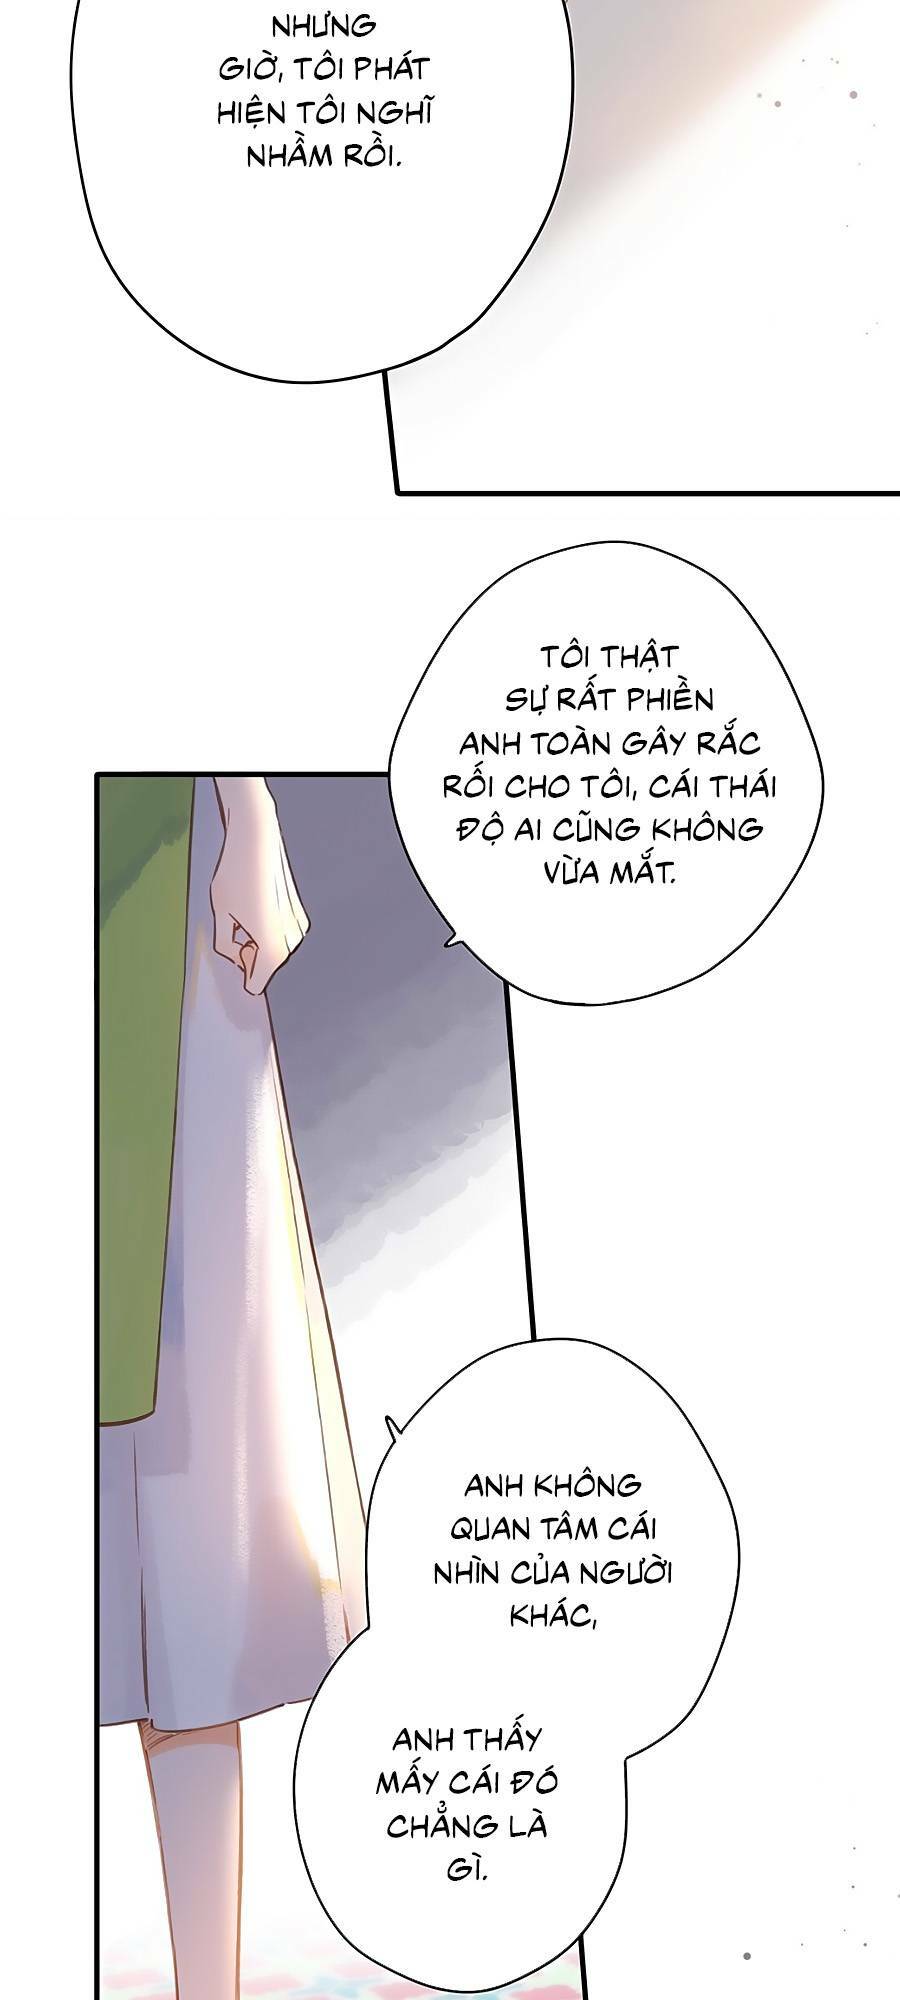 NHƯNG
GIỜ, TÔI PHÁT
HIỆN TÔI NGHĨ
NHẦM RỒI.
TÔI THẬT
SỰ RẤT PHIỀN
ANH TOÀN GÂY RẮC
RỐI CHO TÔI, CÁI THÁI
ĐỘ AI CŨNG KHÔNG
VỪA MẮT.
ANH KHÔNG
QUAN TÂM CÁI
NHÌN CỦA NGƯỜI
KHÁC,
ANH THẤY
MẤY CÁI ĐÓ
CHẲNG LÀ
GÌ.